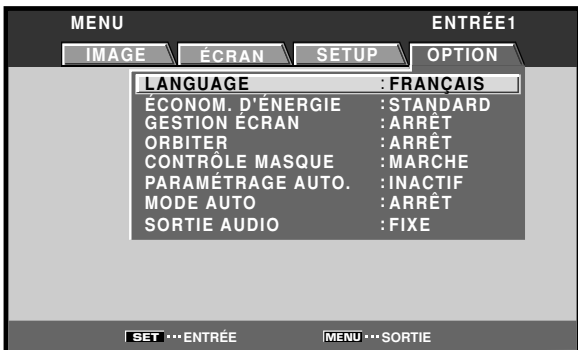 MENU ENTRÉE1
IMAGE ÉCRAN SETUP OPTION
LANGUAGE :FRANÇAIS
ÉCONOM. D'ÉNERGIE :STANDARD
GESTION ÉCRAN :ARRÊT
ORBITER :ARRÊT
CONTRÔLE MASQUE :MARCHE
PARAMÉTRAGE AUTO. :INACTIF
MODE AUTO :ARRÊT
SORTIE AUDIO :FIXE
SET ···ENTRÉE MENU ···SORTIE